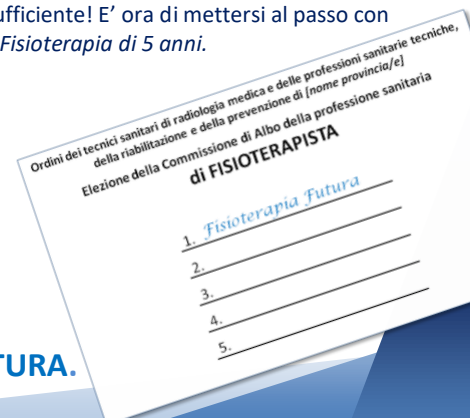 ufficiente! E’ ora di mettersi al passo con
Fisioterapia di 5 anni.
Ordini dei tecnici sanitari di radiologia medica e delle professioni sanitarie tecniche,
della riabilitazione e della prevenzione di [nome provincia/e]
Elezione della Commissione di Albo della professione sanitaria
di FISIOTERAPISTA
1. Fisioterapia Futura
2.
3.
4.
5.
TURA.